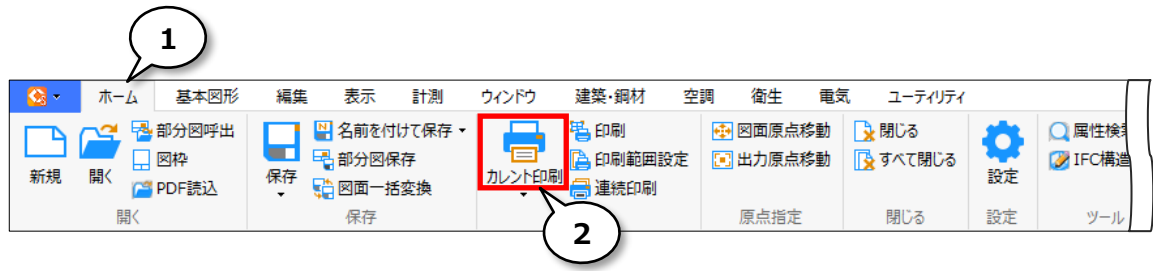 1
ホーム 基本図形 編集 表示 計測 ウィンドウ 建築・鋼材 空調 衛生 電気 ユーティリティ
新規
開く
部分図呼出
図枠
PDF読込
開く
保存
名前を付けて保存
部分図保存
図面一括変換
保存
カレント印刷
印刷
印刷範囲設定
連続印刷
図面原点移動
出力原点移動
原点指定
閉じる
すべて閉じる
閉じる
設定
設定
属性検
IFC構造
ツール
2